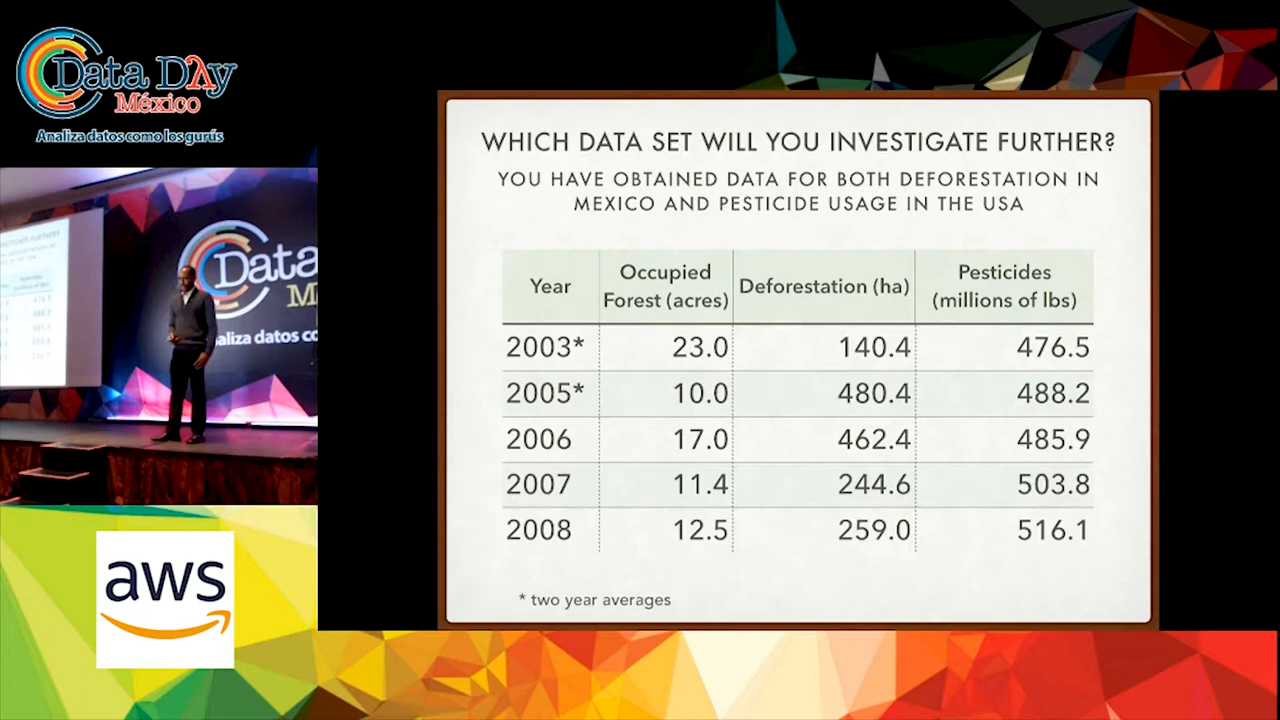 Data Day
México
Analiza datos como los gurús
WHICH DATA SET WILL YOU INVESTIGATE FURTHER?
YOU HAVE OBTAINED DATA FOR BOTH DEFORESTATION IN
MEXICO AND PESTICIDE USAGE IN THE USA
Year Occupied Forest (acres) Deforestation (ha) Pesticides (millions of lbs)
2003* 23.0 140.4 476.5
2005* 10.0 480.4 488.2
2006 17.0 462.4 485.9
2007 11.4 244.6 503.8
2008 12.5 259.0 516.1
* two year averages
Data
M
aliza datos co
aws